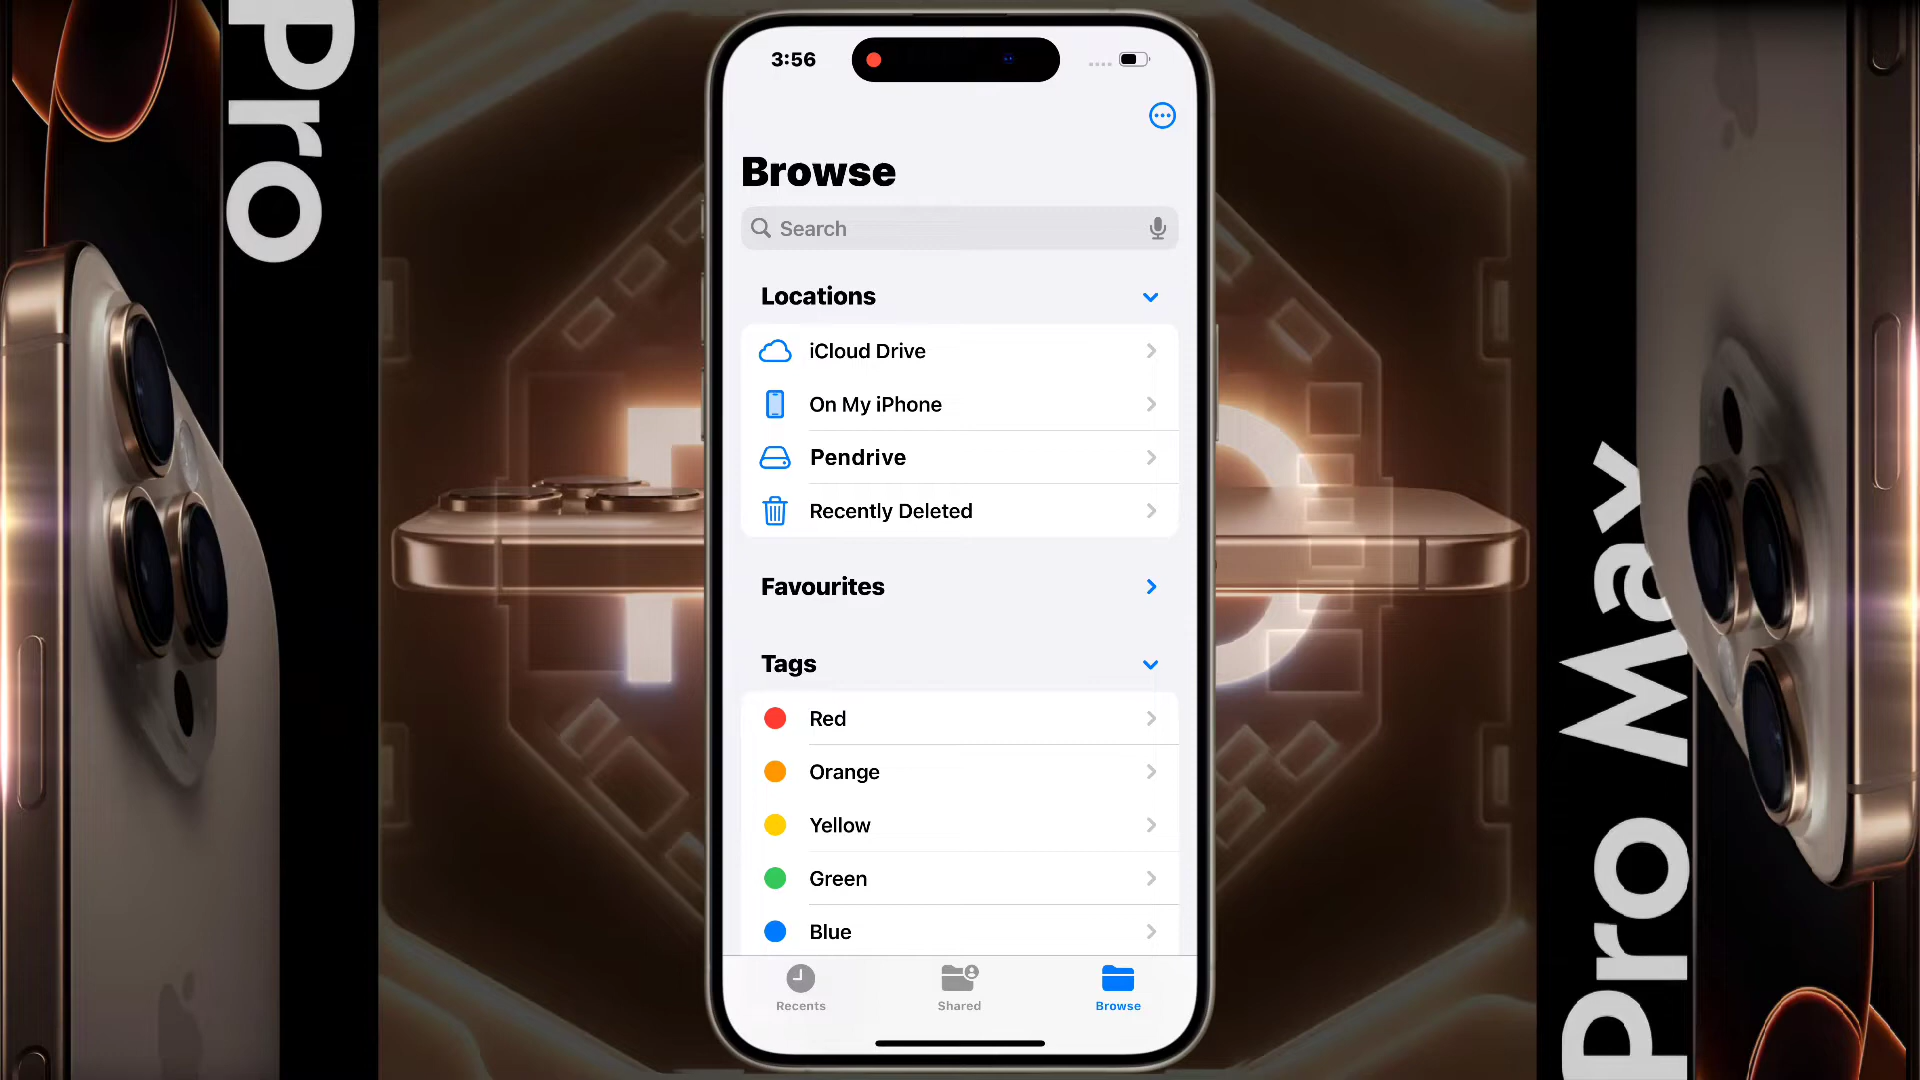 Pro
3:56
Browse
Search
Locations
iCloud Drive
On My iPhone
Pendrive
Recently Deleted
Favourites
Tags
Red
Orange
Yellow
Green
Blue
Recents
Shared
Browse
Pro Max
Pro